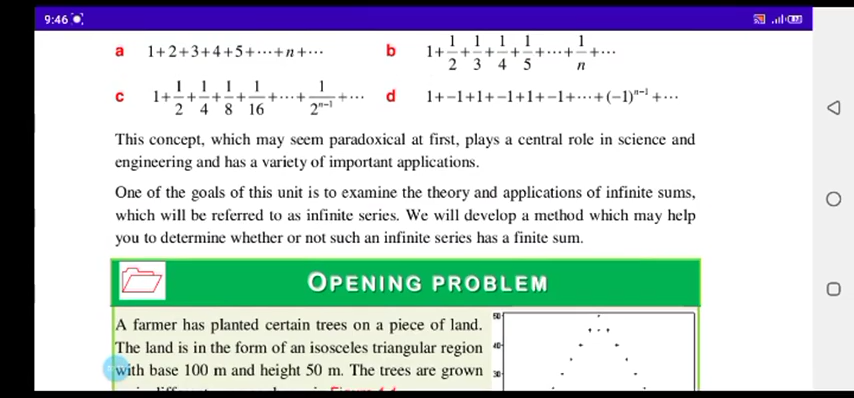 9:46
a 1+2+3+4+5+⋯+n+⋯ b 1+1/2+1/3+1/4+1/5+⋯+1/n+⋯
c 1+1/2+1/4+1/8+1/16+⋯+1/2ⁿ⁻¹+⋯ d 1+−1+1+−1+1+−1+⋯+(−1)ⁿ⁻¹+⋯
This concept, which may seem paradoxical at first, plays a central role in science and
engineering and has a variety of important applications.
One of the goals of this unit is to examine the theory and applications of infinite sums,
which will be referred to as infinite series. We will develop a method which may help
you to determine whether or not such an infinite series has a finite sum.
OPENING PROBLEM
A farmer has planted certain trees on a piece of land.
The land is in the form of an isosceles triangular region
with base 100 m and height 50 m. The trees are grown
50
40
30